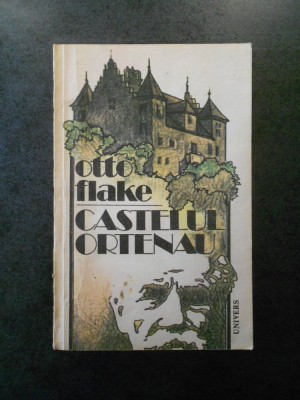 otto
flake
CASTELUL
ORTENAU
UNIVERS